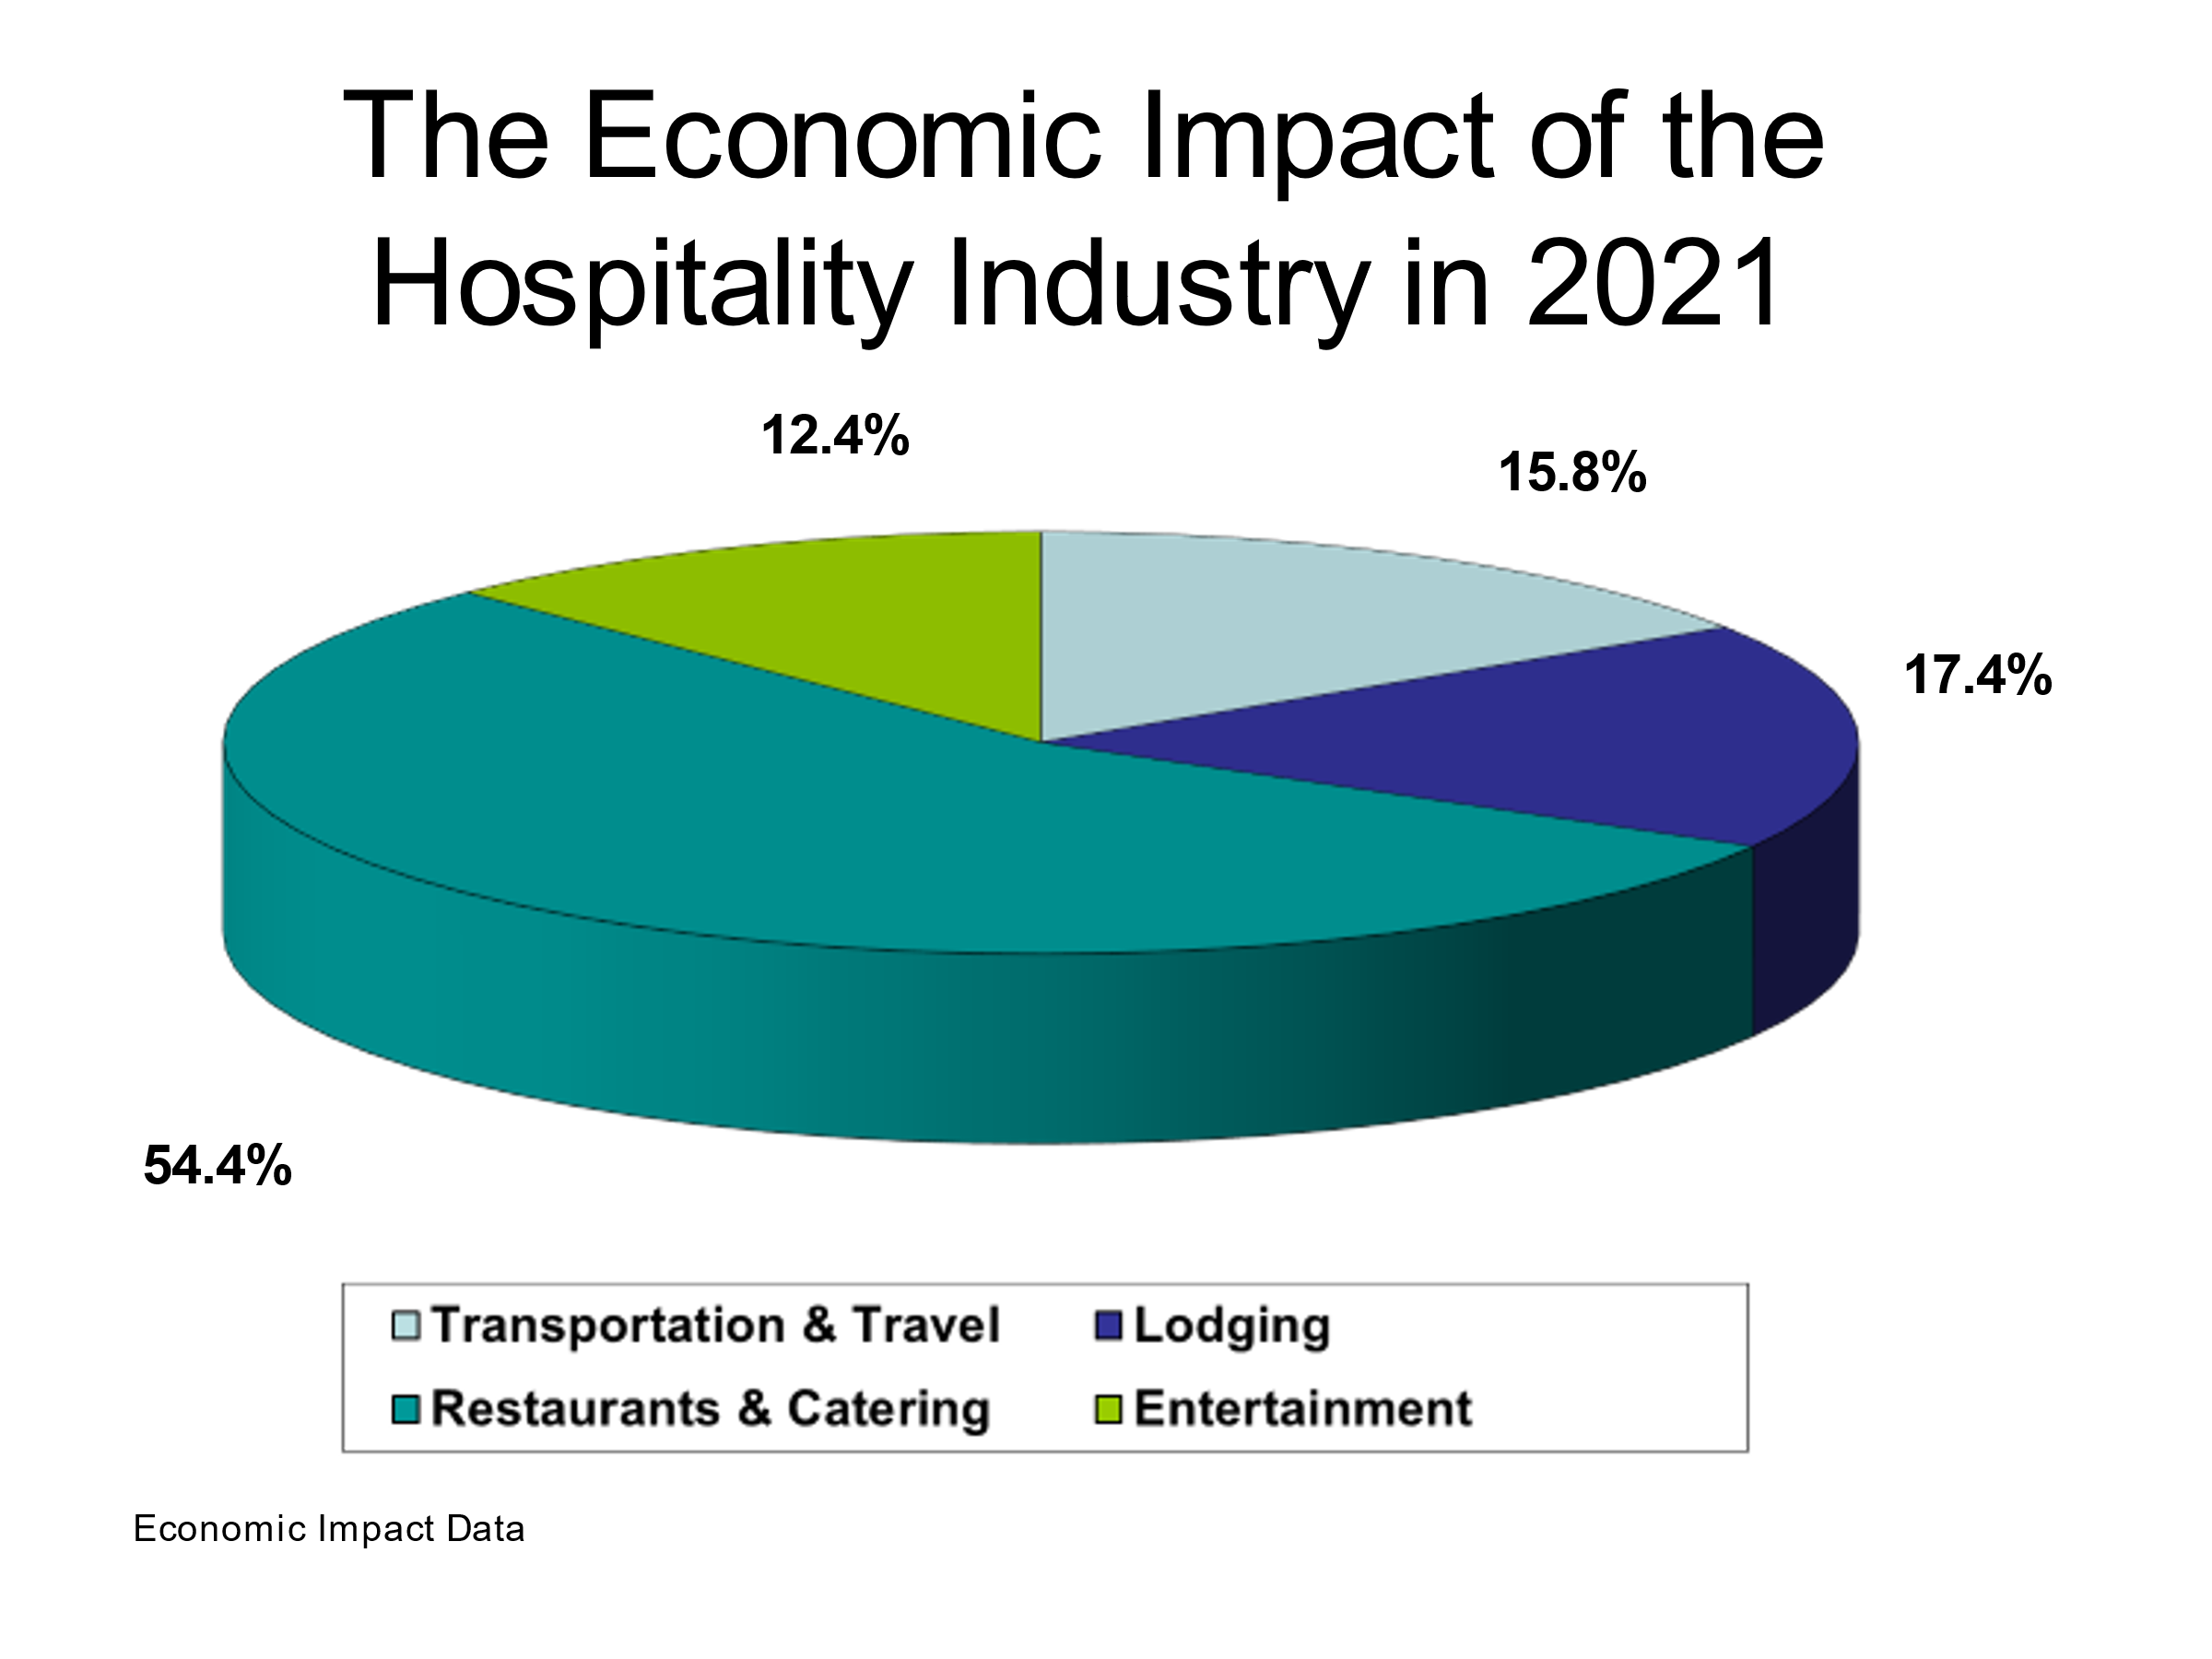 The Economic Impact of the
Hospitality Industry in 2021
12.4%
15.8%
17.4%
54.4%
Transportation & Travel
Lodging
Restaurants & Catering
Entertainment
Economic Impact Data